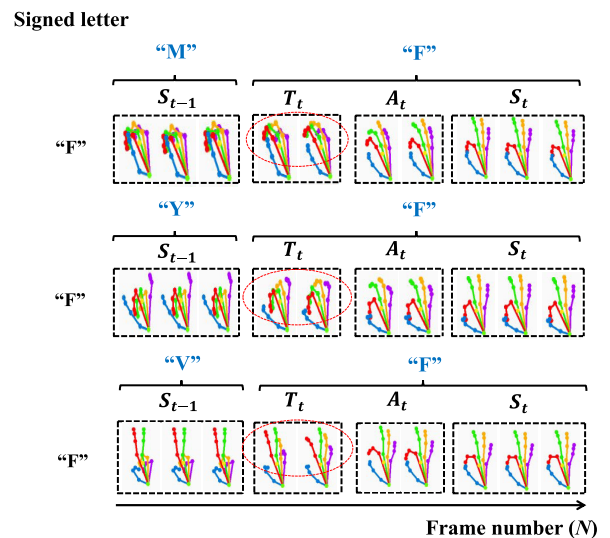 Signed letter
“M” “F”
S_{t−1} T_t A_t S_t
“F”
“Y” “F”
S_{t−1} T_t A_t S_t
“F”
“V” “F”
S_{t−1} T_t A_t S_t
“F”
Frame number (N)